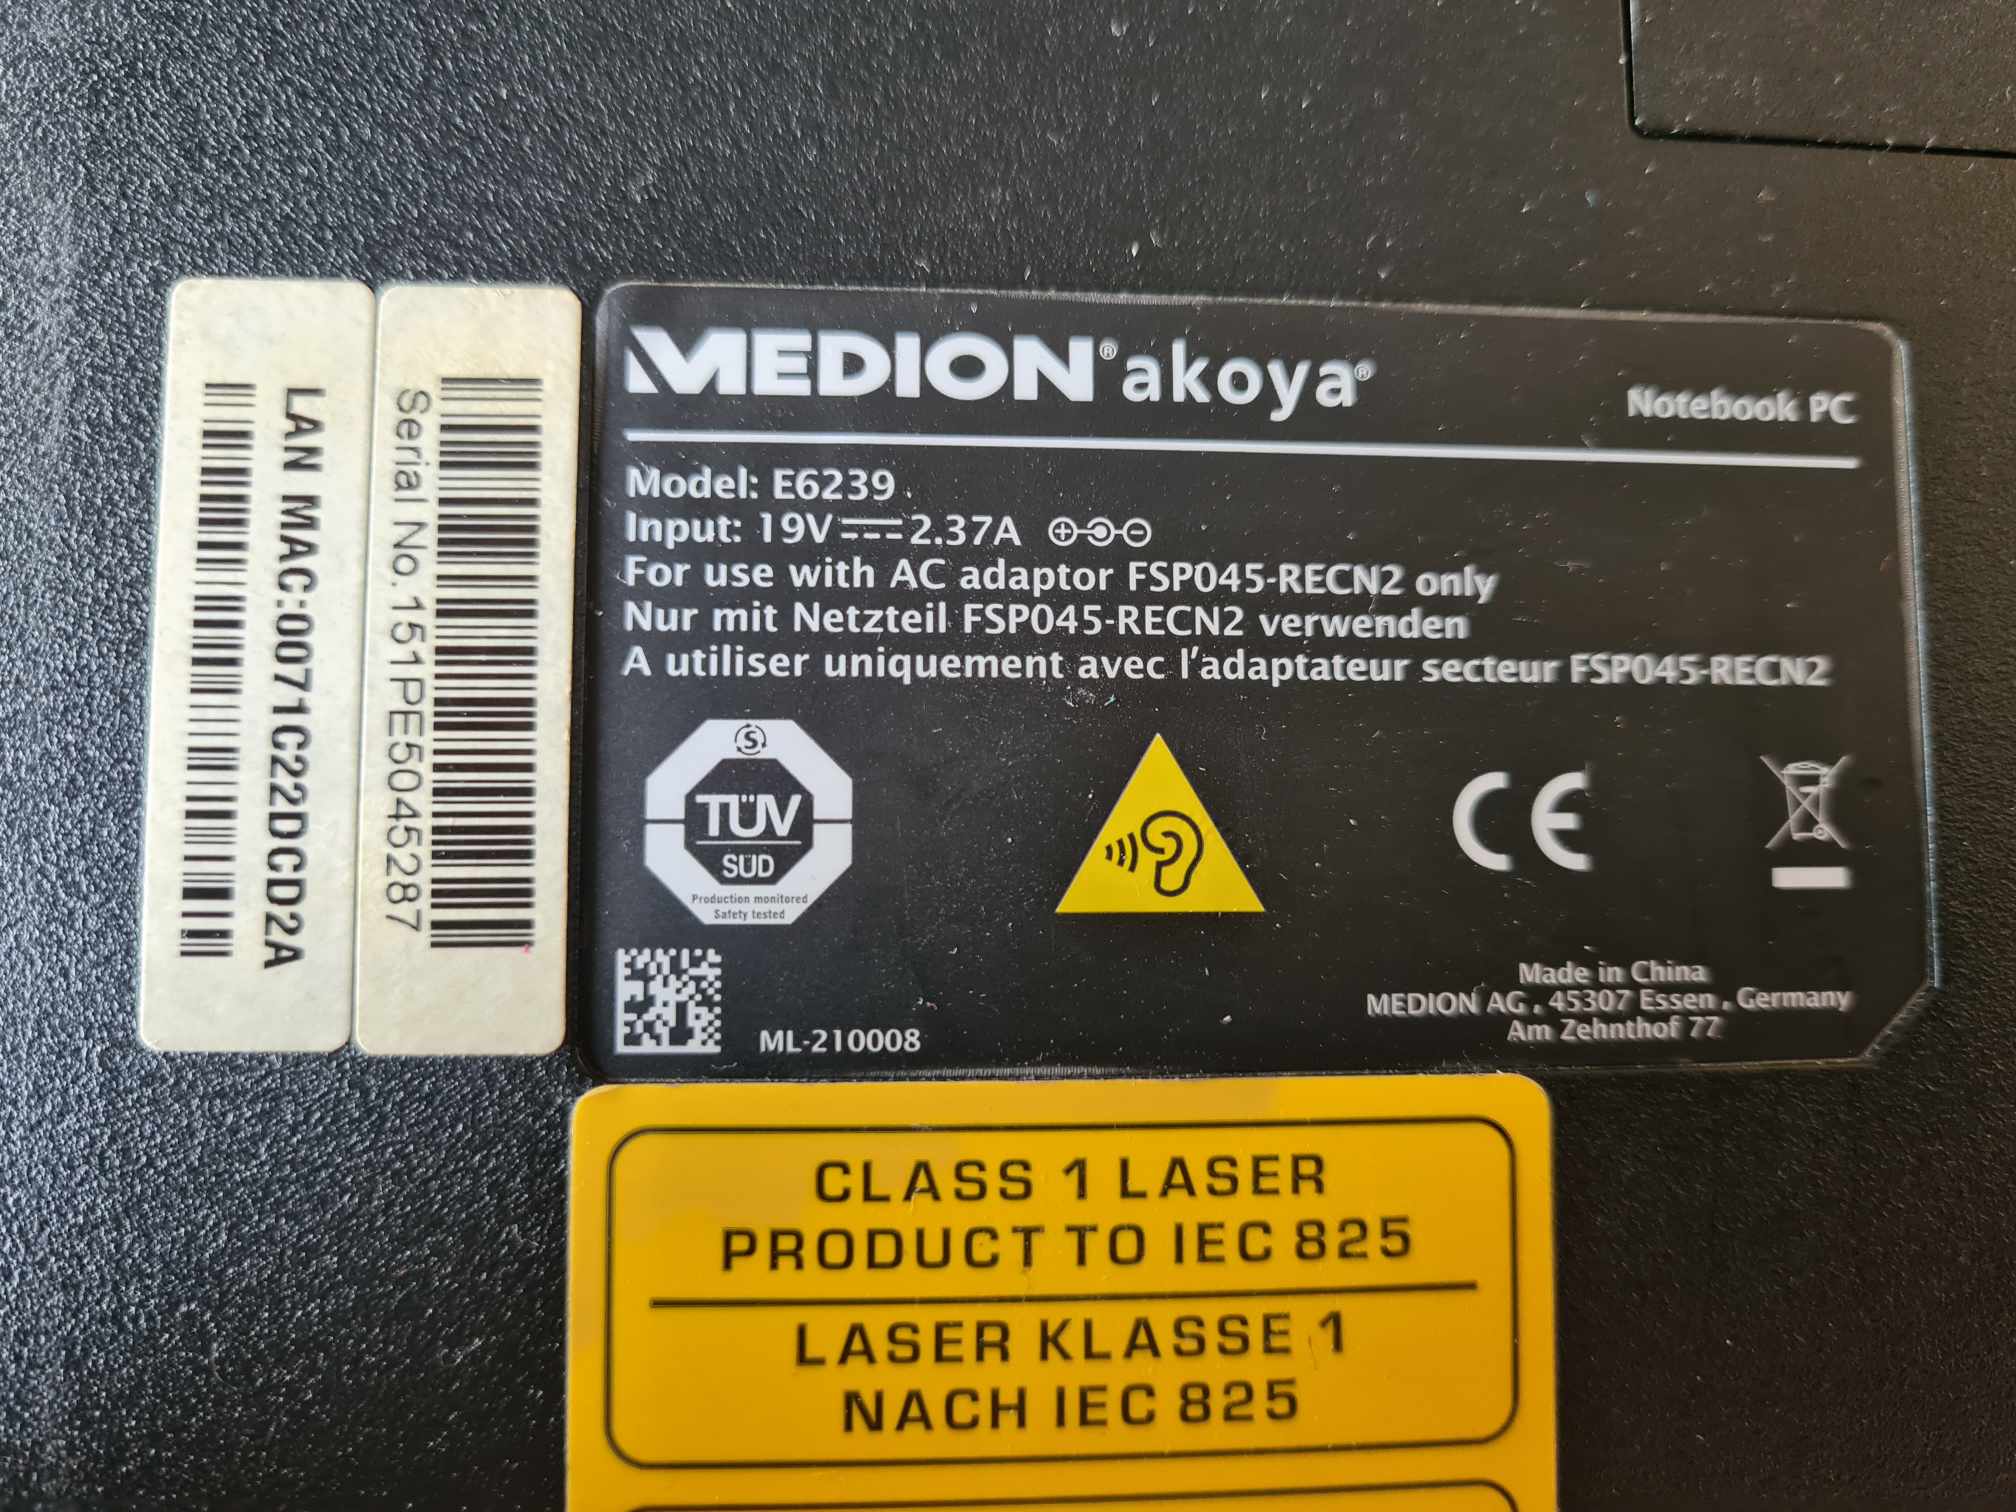 LAN MAC:0071C22DCD2A
Serial No. 151PE5045287
MEDION® akoya®
Notebook PC
Model: E6239
Input: 19V 2.37A
For use with AC adaptor FSP045-RECN2 only
Nur mit Netzteil FSP045-RECN2 verwenden
A utiliser uniquement avec l'adaptateur secteur FSP045-RECN2
S
TÜV
SÜD
Production monitored
Safety tested
CE
ML-210008
Made in China
MEDION AG, 45307 Essen, Germany
Am Zehnthof 77
CLASS 1 LASER
PRODUCT TO IEC 825
LASER KLASSE 1
NACH IEC 825